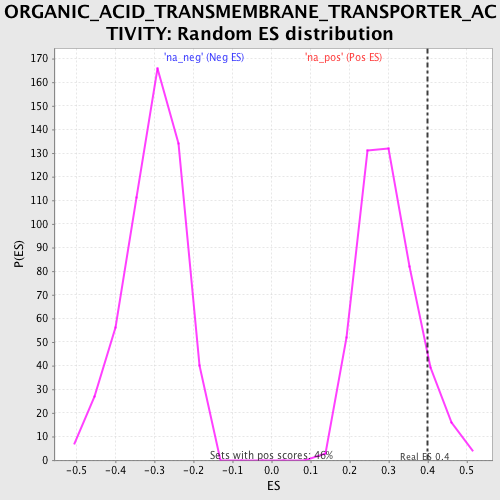 ORGANIC_ACID_TRANSMEMBRANE_TRANSPORTER_AC
TIVITY: Random ES distribution
'na_neg' (Neg ES)
'na_pos' (Pos ES)
P(ES)
170
160
150
140
130
120
110
100
90
80
70
60
50
40
30
20
10
0
Sets with pos scores: 46%
Real ES 0.4
-0.5 -0.4 -0.3 -0.2 -0.1 0.0 0.1 0.2 0.3 0.4 0.5
ES